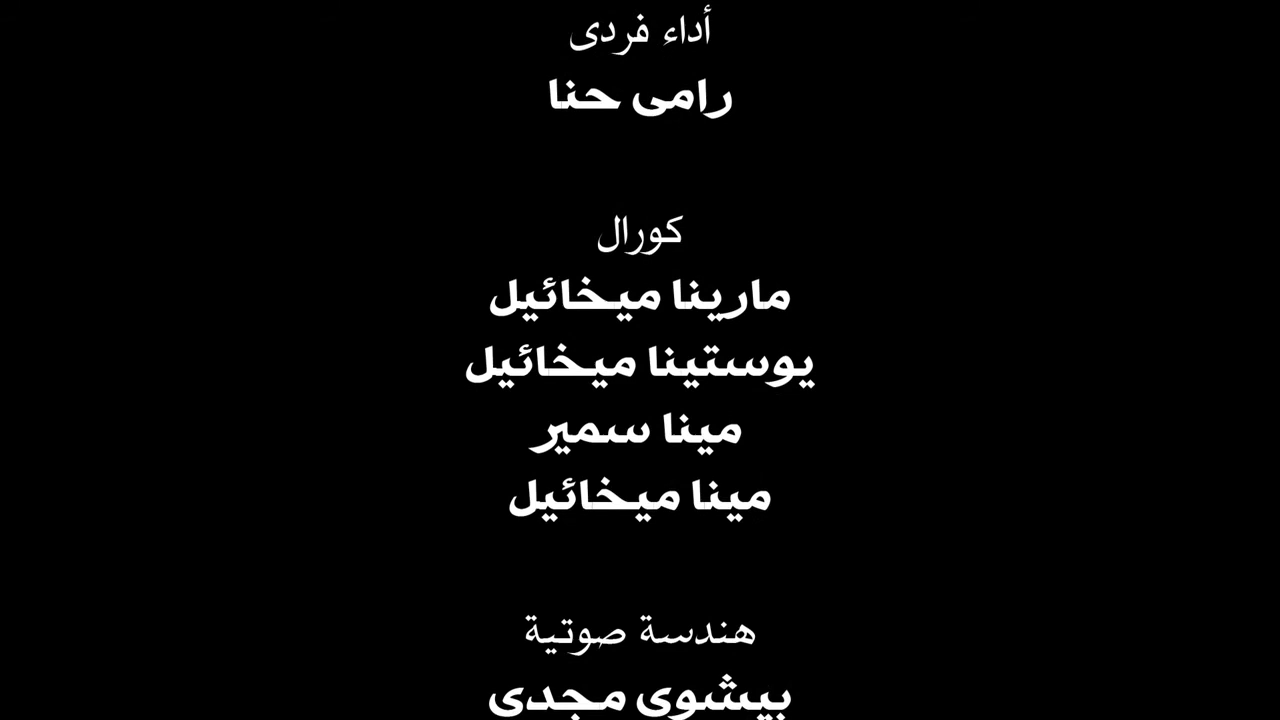 أداء فردى
رامى حنا
كورال
مارينا ميخائيل
يوستينا ميخائيل
مينا سمير
مينا ميخائيل
هندسة صوتية
بيشوى مجدى